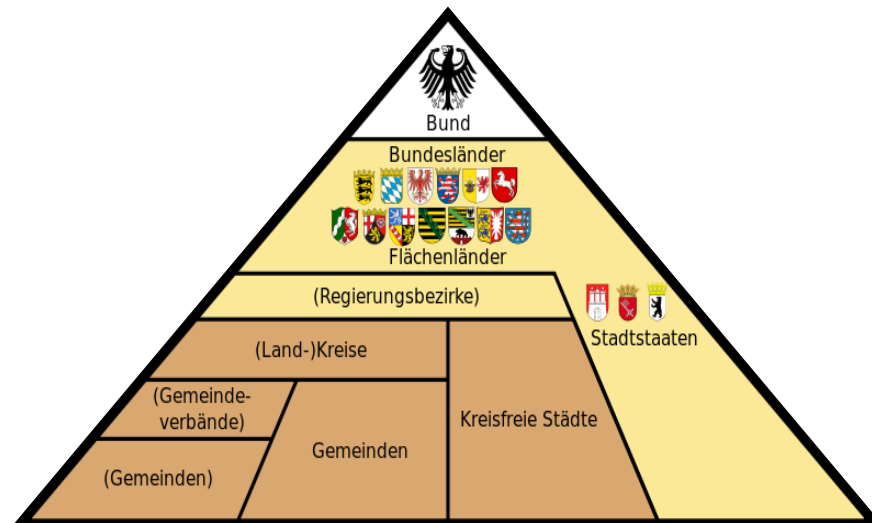 Bund
Bundesländer
Flächenländer
(Regierungsbezirke)
Stadtstaaten
(Land-)Kreise
(Gemeinde-
verbände)
Kreisfreie Städte
Gemeinden
(Gemeinden)